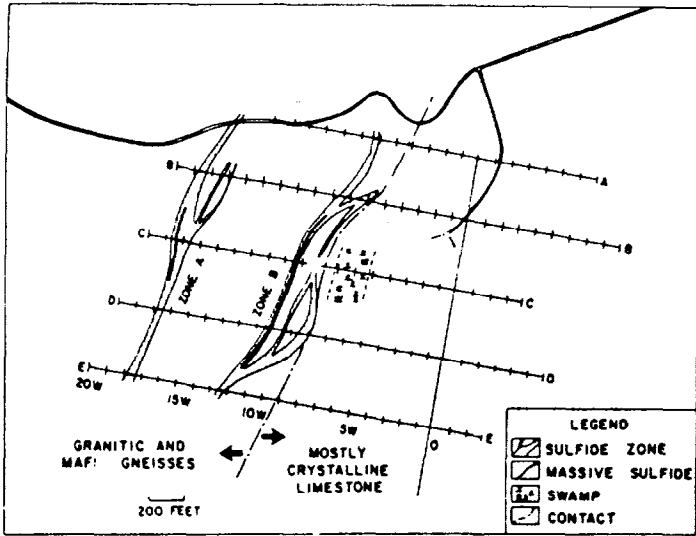 A
B
B
C
C
D
D
E
E
20W
15W
10W
5W
O
ZONE A
ZONE B
GRANITIC AND
MAFI GNEISSES
MOSTLY
CRYSTALLINE
LIMESTONE
200 FEET
LEGEND
SULFIDE ZONE
MASSIVE SULFIDE
SWAMP
CONTACT